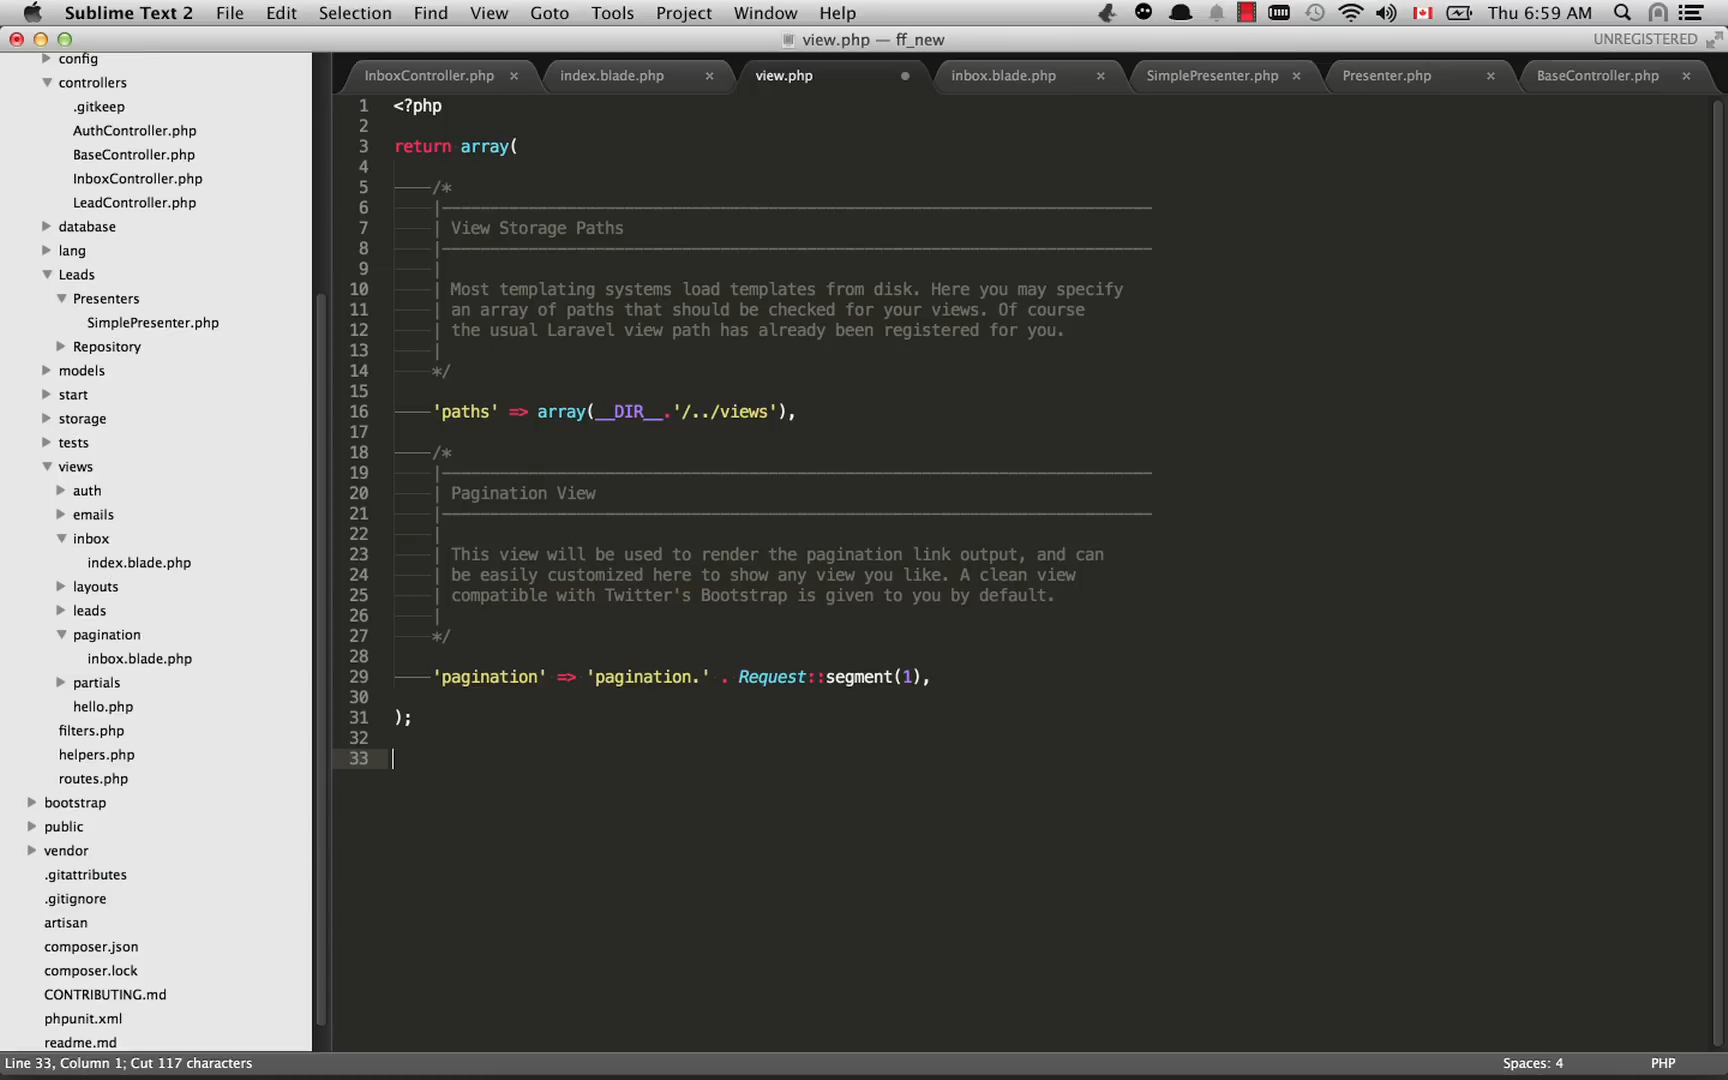 Sublime Text 2 File Edit Selection Find View Goto Tools Project Window Help Thu 6:59 AM
view.php — ff_new UNREGISTERED
InboxController.php index.blade.php view.php inbox.blade.php SimplePresenter.php Presenter.php BaseController.php
config
controllers
.gitkeep
AuthController.php
BaseController.php
InboxController.php
LeadController.php
database
lang
Leads
Presenters
SimplePresenter.php
Repository
models
start
storage
tests
views
auth
emails
inbox
index.blade.php
layouts
leads
pagination
inbox.blade.php
partials
hello.php
filters.php
helpers.php
routes.php
bootstrap
public
vendor
.gitattributes
.gitignore
artisan
composer.json
composer.lock
CONTRIBUTING.md
phpunit.xml
readme.md
1 <?php
2
3 return array(
4
5 /*
6 |--------------------------------------------------------------------------
7 | View Storage Paths
8 |--------------------------------------------------------------------------
9 |
10 | Most templating systems load templates from disk. Here you may specify
11 | an array of paths that should be checked for your views. Of course
12 | the usual Laravel view path has already been registered for you.
13 |
14 */
15
16 'paths' => array(__DIR__.'/../views'),
17
18 /*
19 |--------------------------------------------------------------------------
20 | Pagination View
21 |--------------------------------------------------------------------------
22 |
23 | This view will be used to render the pagination link output, and can
24 | be easily customized here to show any view you like. A clean view
25 | compatible with Twitter's Bootstrap is given to you by default.
26 |
27 */
28
29 'pagination' => 'pagination.' . Request::segment(1),
30
31 );
32
33
Line 33, Column 1; Cut 117 characters Spaces: 4 PHP